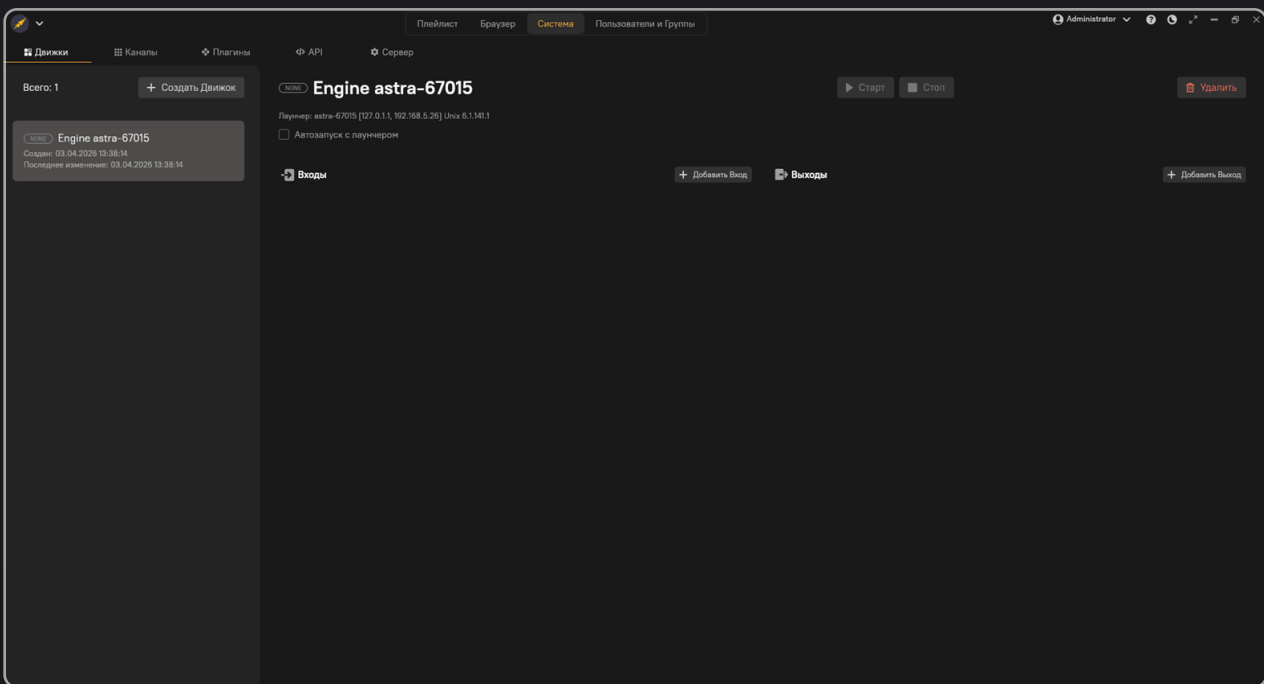 Плейлист Браузер Система Пользователи и Группы Administrator
Движки Каналы Плагины API Сервер
Всего: 1 + Создать Движок
NONE Engine astra-67015 Старт Стоп Удалить
Лаунчер: astra-67015 [127.0.1.1, 192.168.5.26] Unix 6.1.141.1
Автозапуск с лаунчером
NONE Engine astra-67015
Создан: 03.04.2026 13:38:14
Последнее изменение: 03.04.2026 13:38:14
Входы + Добавить Вход Выходы + Добавить Выход